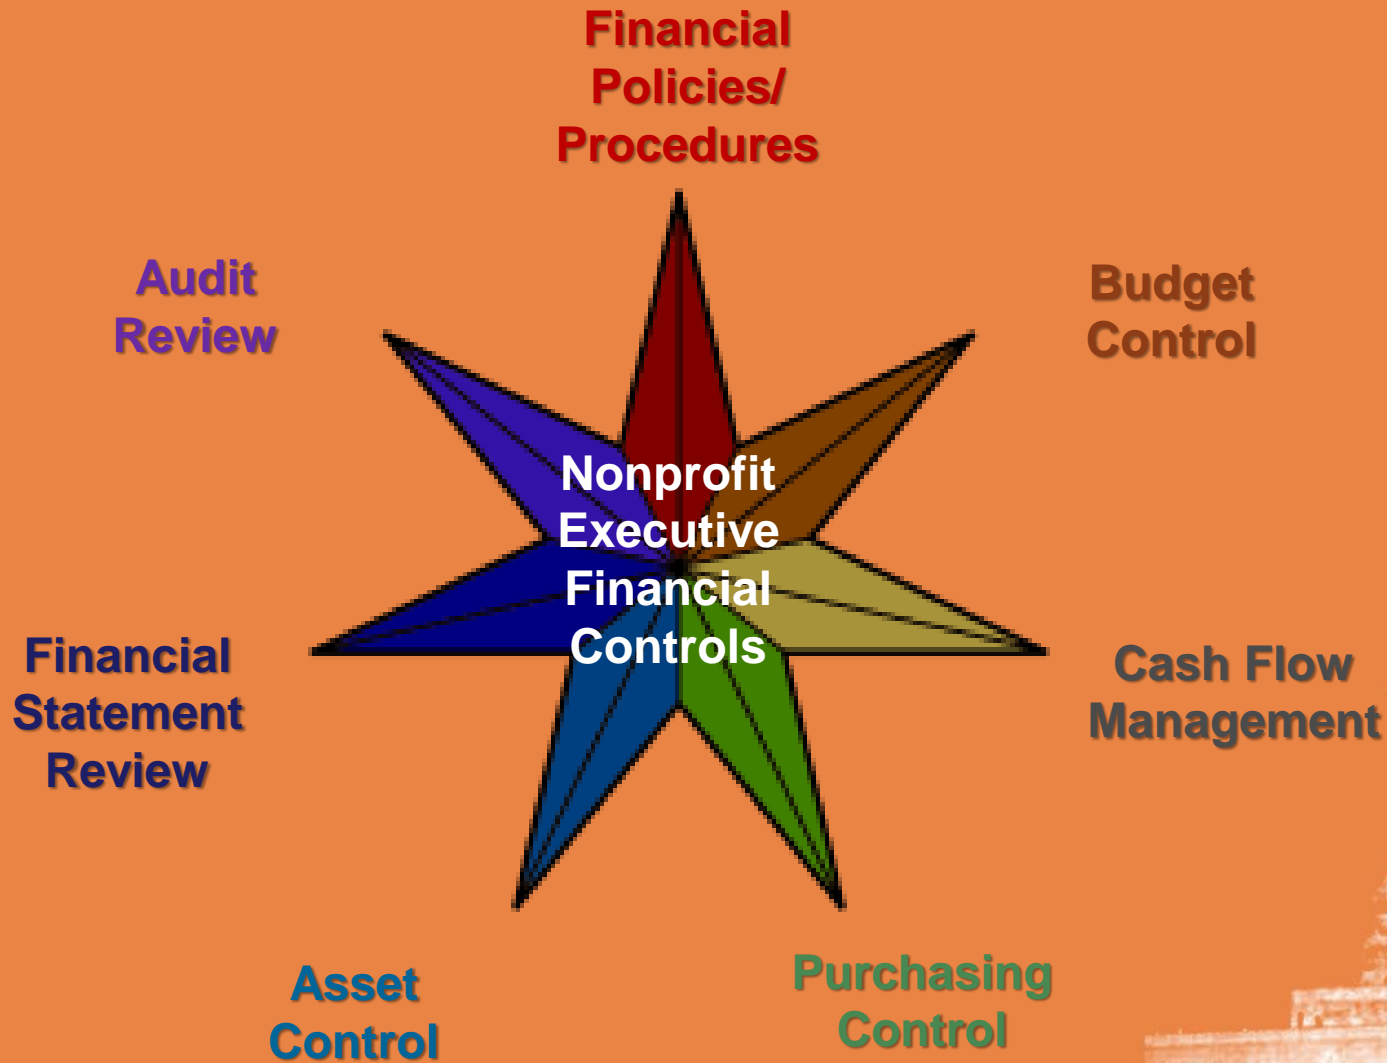 Financial
Policies/
Procedures
Audit
Review
Budget
Control
Nonprofit
Executive
Financial
Controls
Financial
Statement
Review
Cash Flow
Management
Asset
Control
Purchasing
Control